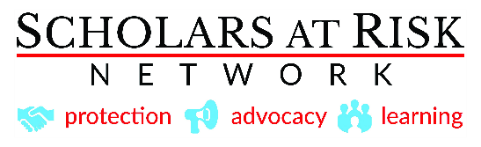 SCHOLARS AT RISK
NETWORK
protection advocacy learning